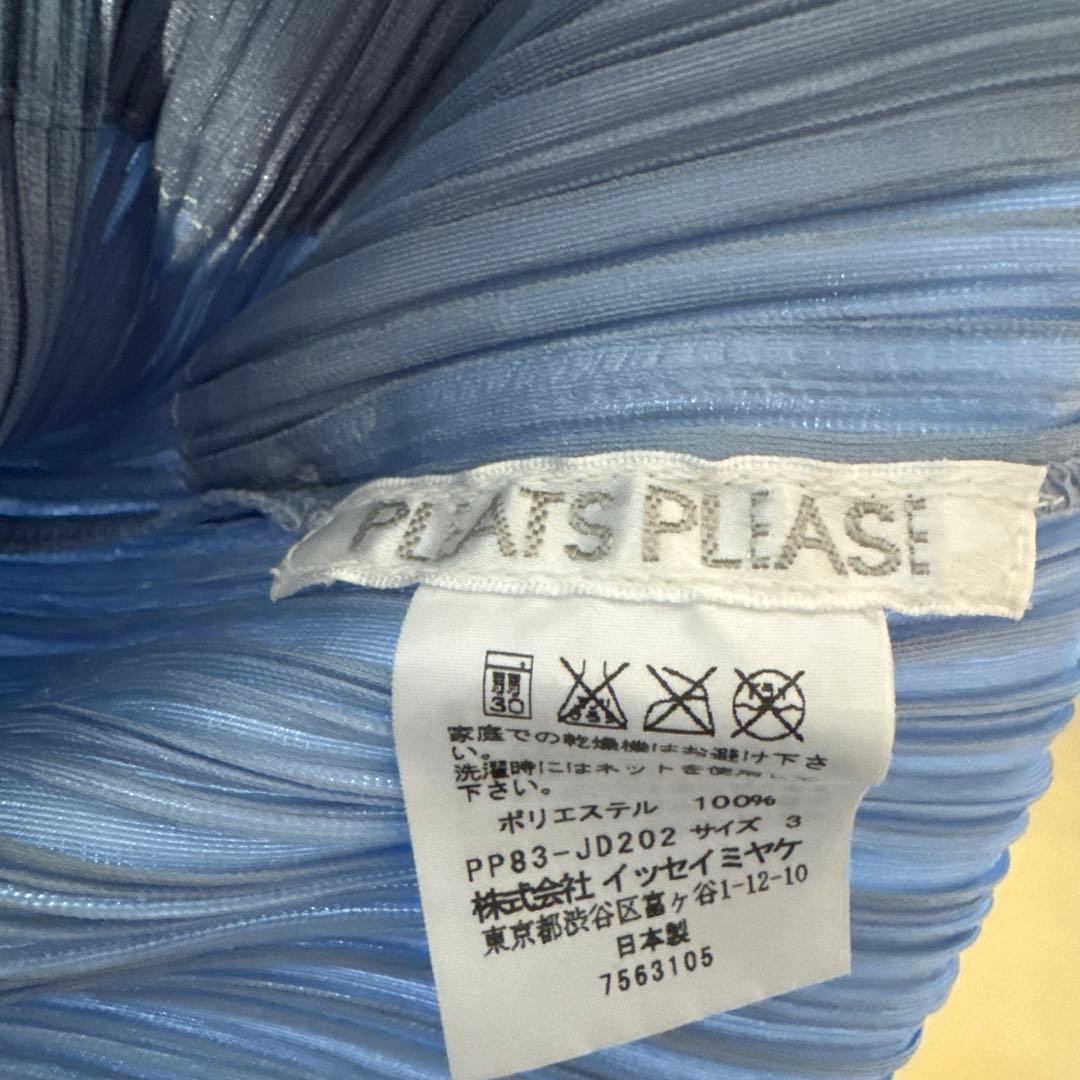 PLEATS PLEASE
弱
30
家庭での乾燥機はお避け下さ
い。
洗濯時にはネットを使用して
下さい。
ポリエステル 100%
PP83-JD202 サイズ 3
株式会社 イッセイミヤケ
東京都渋谷区富ヶ谷1-12-10
日本製
7563105